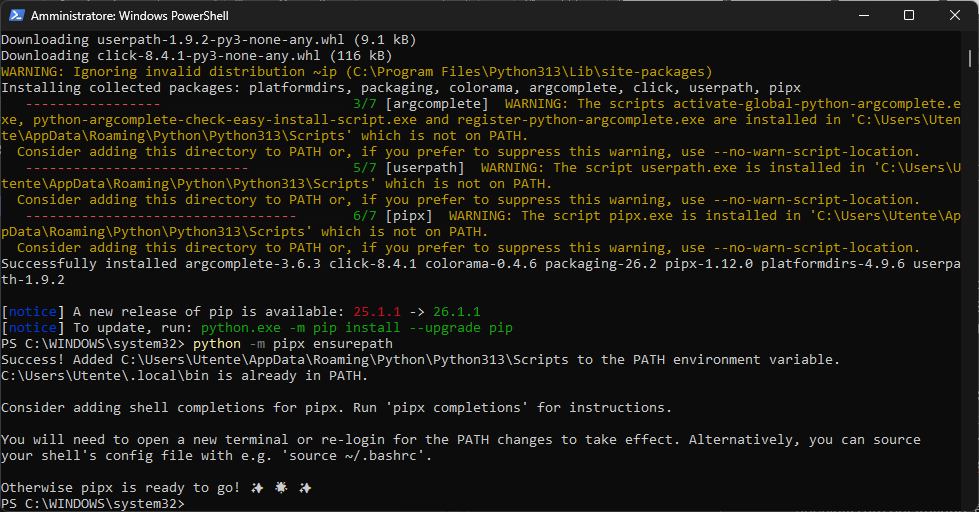 Amministratore: Windows PowerShell
Downloading userpath-1.9.2-py3-none-any.whl (9.1 kB)
Downloading click-8.4.1-py3-none-any.whl (116 kB)
WARNING: Ignoring invalid distribution ~ip (C:\Program Files\Python313\Lib\site-packages)
Installing collected packages: platformdirs, packaging, colorama, argcomplete, click, userpath, pipx
   -----------------                        3/7 [argcomplete]  WARNING: The scripts activate-global-python-argcomplete.e
xe, python-argcomplete-check-easy-install-script.exe and register-python-argcomplete.exe are installed in 'C:\Users\Uten
te\AppData\Roaming\Python\Python313\Scripts' which is not on PATH.
  Consider adding this directory to PATH or, if you prefer to suppress this warning, use --no-warn-script-location.
   ----------------------------             5/7 [userpath]  WARNING: The script userpath.exe is installed in 'C:\Users\U
tente\AppData\Roaming\Python\Python313\Scripts' which is not on PATH.
  Consider adding this directory to PATH or, if you prefer to suppress this warning, use --no-warn-script-location.
   ----------------------------------       6/7 [pipx]  WARNING: The script pipx.exe is installed in 'C:\Users\Utente\Ap
pData\Roaming\Python\Python313\Scripts' which is not on PATH.
  Consider adding this directory to PATH or, if you prefer to suppress this warning, use --no-warn-script-location.
Successfully installed argcomplete-3.6.3 click-8.4.1 colorama-0.4.6 packaging-26.2 pipx-1.12.0 platformdirs-4.9.6 userpa
th-1.9.2
[notice] A new release of pip is available: 25.1.1 -> 26.1.1
[notice] To update, run: python.exe -m pip install --upgrade pip
PS C:\WINDOWS\system32> python -m pipx ensurepath
Success! Added C:\Users\Utente\AppData\Roaming\Python\Python313\Scripts to the PATH environment variable.
C:\Users\Utente\.local\bin is already in PATH.
Consider adding shell completions for pipx. Run 'pipx completions' for instructions.
You will need to open a new terminal or re-login for the PATH changes to take effect. Alternatively, you can source
your shell's config file with e.g. 'source ~/.bashrc'.
Otherwise pipx is ready to go! ✨ 🌟 ✨
PS C:\WINDOWS\system32>